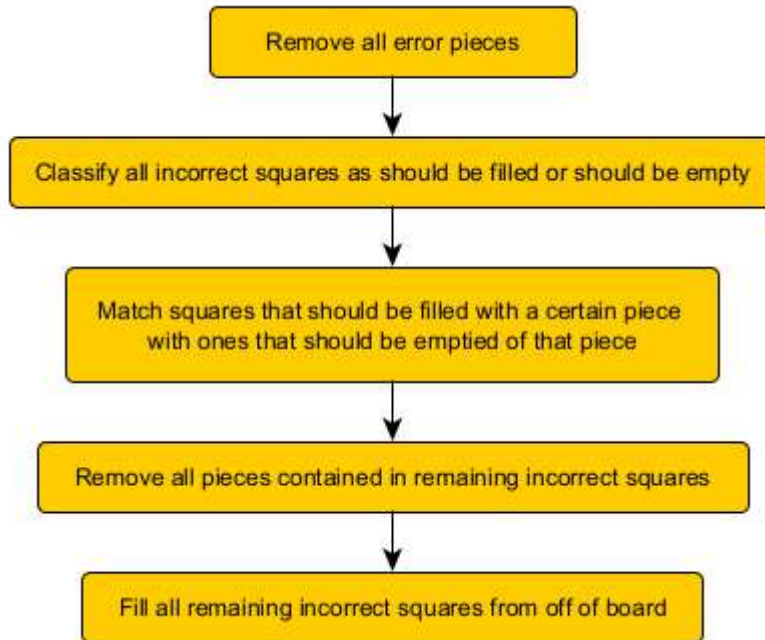 Remove all error pieces
Classify all incorrect squares as should be filled or should be empty
Match squares that should be filled with a certain piece
with ones that should be emptied of that piece
Remove all pieces contained in remaining incorrect squares
Fill all remaining incorrect squares from off of board